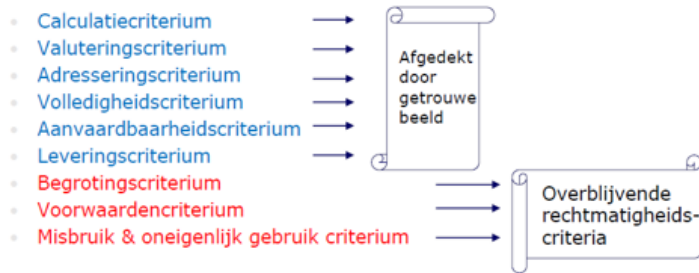 Calculatiecriterium
Valuteringscriterium
Adresseringscriterium
Volledigheidscriterium
Aanvaardbaarheidscriterium
Leveringscriterium
Begrotingscriterium
Voorwaardencriterium
Misbruik & oneigenlijk gebruik criterium
Afgedekt
door
getrouwe
beeld
Overblijvende
rechtmatigheids-
criteria